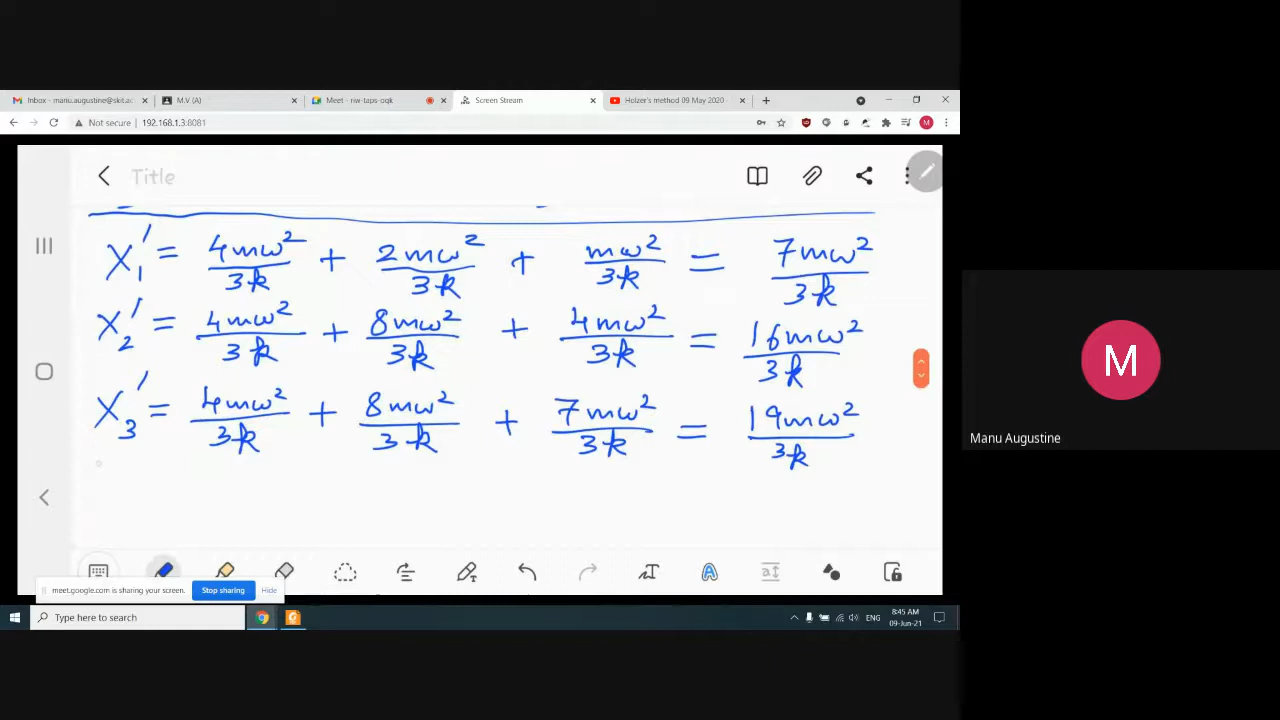 Inbox - manu.augustine@skit.ac
M.V.(A)
Meet - riw-taps-oqk
Screen Stream
Holzer's method 09 May 2020 -
Not secure | 192.168.1.3:8081
Title
X₁' = 4mω²/3k + 2mω²/3k + mω²/3k = 7mω²/3k
X₂' = 4mω²/3k + 8mω²/3k + 4mω²/3k = 16mω²/3k
X₃' = 4mω²/3k + 8mω²/3k + 7mω²/3k = 19mω²/3k
M
Manu Augustine
meet.google.com is sharing your screen. Stop sharing Hide
Type here to search
ENG
8:45 AM
09-Jun-21